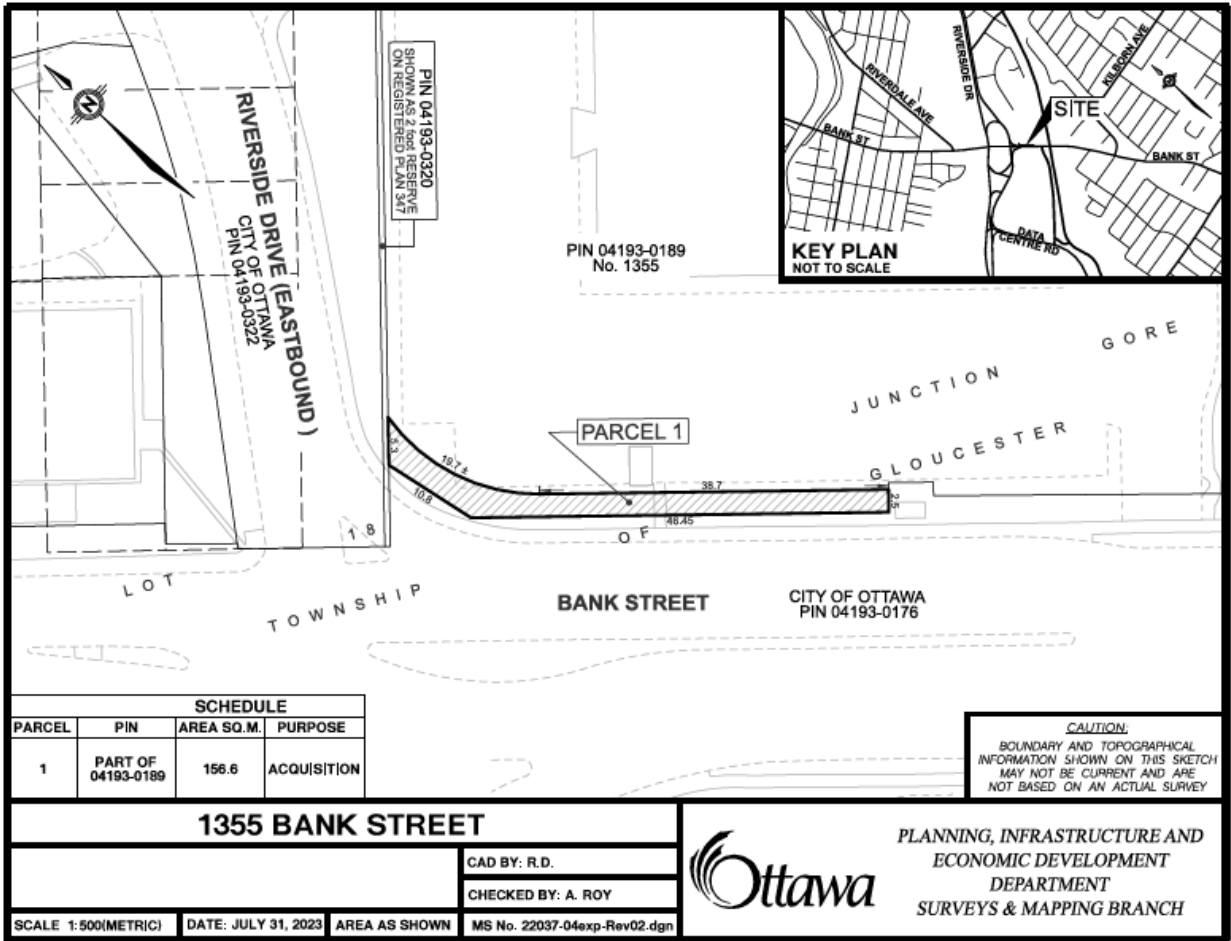 PIN 04193-0320
SHOWN AS 2 foot RESERVE
ON REGISTERED PLAN 347
N
RIVERSIDE DRIVE (EASTBOUND )
CITY OF OTTAWA
PIN 04193-0322
PIN 04193-0189
No. 1355
RIVERSIDE DR
RIVERDALE AVE
KILBORN AVE
SITE
BANK ST
BANK ST
DATA
CENTRE RD
KEY PLAN
NOT TO SCALE
JUNCTION GORE
PARCEL 1
5.3
19.7 ±
10.8
38.7
46.45
2.5
LOT 18
TOWNSHIP OF GLOUCESTER
BANK STREET
CITY OF OTTAWA
PIN 04193-0176
SCHEDULE
PARCEL PIN AREA SQ.M. PURPOSE
1 PART OF 04193-0189 156.6 ACQUISITION
CAUTION:
BOUNDARY AND TOPOGRAPHICAL
INFORMATION SHOWN ON THIS SKETCH
MAY NOT BE CURRENT AND ARE
NOT BASED ON AN ACTUAL SURVEY
1355 BANK STREET
CAD BY: R.D.
CHECKED BY: A. ROY
SCALE 1:500(METRIC) DATE: JULY 31, 2023 AREA AS SHOWN MS No. 22037-04exp-Rev02.dgn
Ottawa
PLANNING, INFRASTRUCTURE AND
ECONOMIC DEVELOPMENT
DEPARTMENT
SURVEYS & MAPPING BRANCH